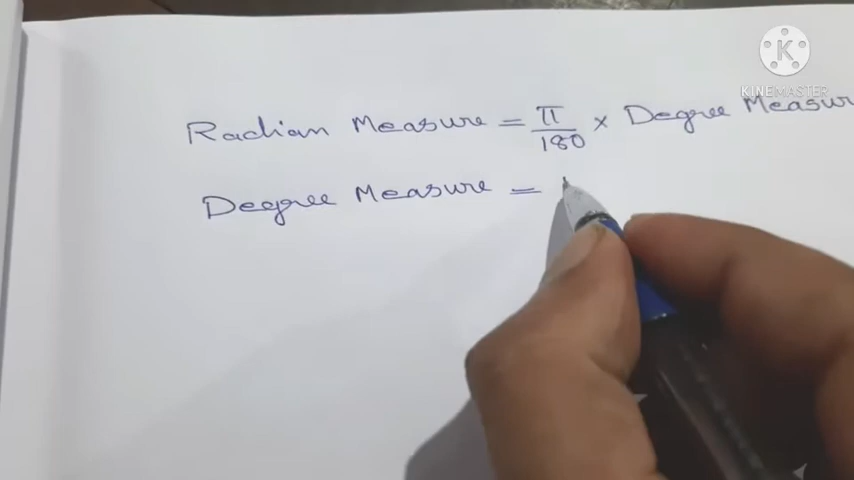 K
KINEMASTER
Radian Measure = π/180 × Degree Measur
Degree Measure =